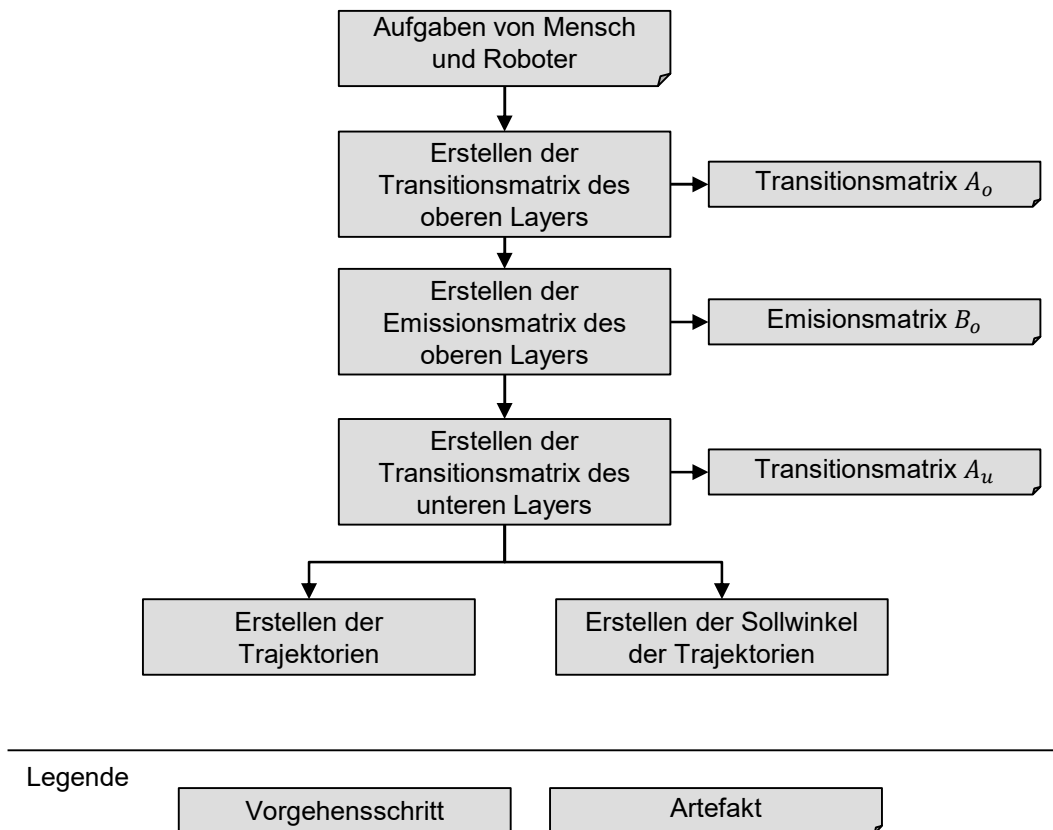 Aufgaben von Mensch
und Roboter
Erstellen der
Transitionsmatrix des
oberen Layers
Transitionsmatrix A_o
Erstellen der
Emissionsmatrix des
oberen Layers
Emisionsmatrix B_o
Erstellen der
Transitionsmatrix des
unteren Layers
Transitionsmatrix A_u
Erstellen der
Trajektorien
Erstellen der Sollwinkel
der Trajektorien
Legende
Vorgehensschritt
Artefakt